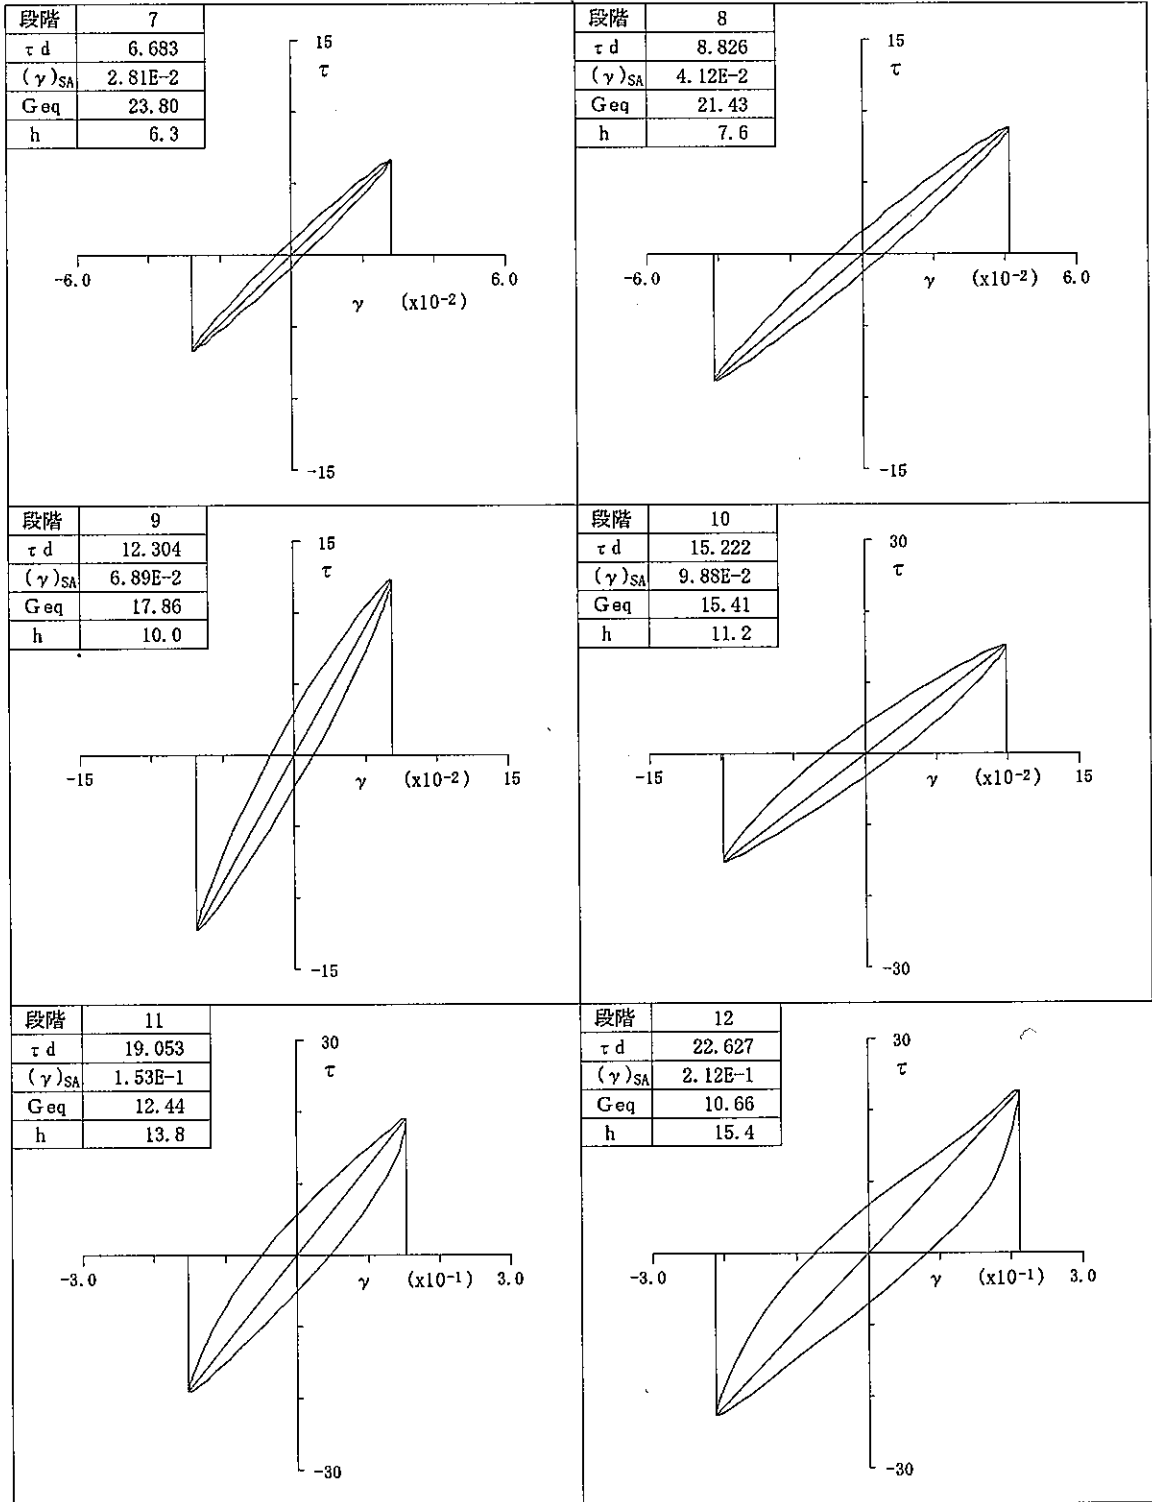 段階 7
τd 6.683
(γ)SA 2.81E-2
Geq 23.80
h 6.3
15
τ
-6.0
6.0
γ (x10-2)
-15
段階 8
τd 8.826
(γ)SA 4.12E-2
Geq 21.43
h 7.6
15
τ
-6.0
γ (x10-2) 6.0
-15
段階 9
τd 12.304
(γ)SA 6.89E-2
Geq 17.86
h 10.0
15
τ
-15
γ (x10-2) 15
-15
段階 10
τd 15.222
(γ)SA 9.88E-2
Geq 15.41
h 11.2
30
τ
-15
γ (x10-2) 15
-30
段階 11
τd 19.053
(γ)SA 1.53E-1
Geq 12.44
h 13.8
30
τ
-3.0
γ (x10-1) 3.0
-30
段階 12
τd 22.627
(γ)SA 2.12E-1
Geq 10.66
h 15.4
30
τ
-3.0
γ (x10-1) 3.0
-30